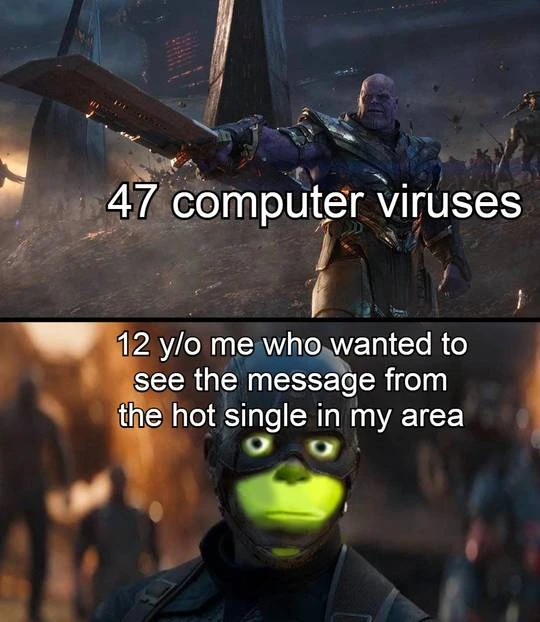 47 computer viruses
12 y/o me who wanted to
see the message from
the hot single in my area